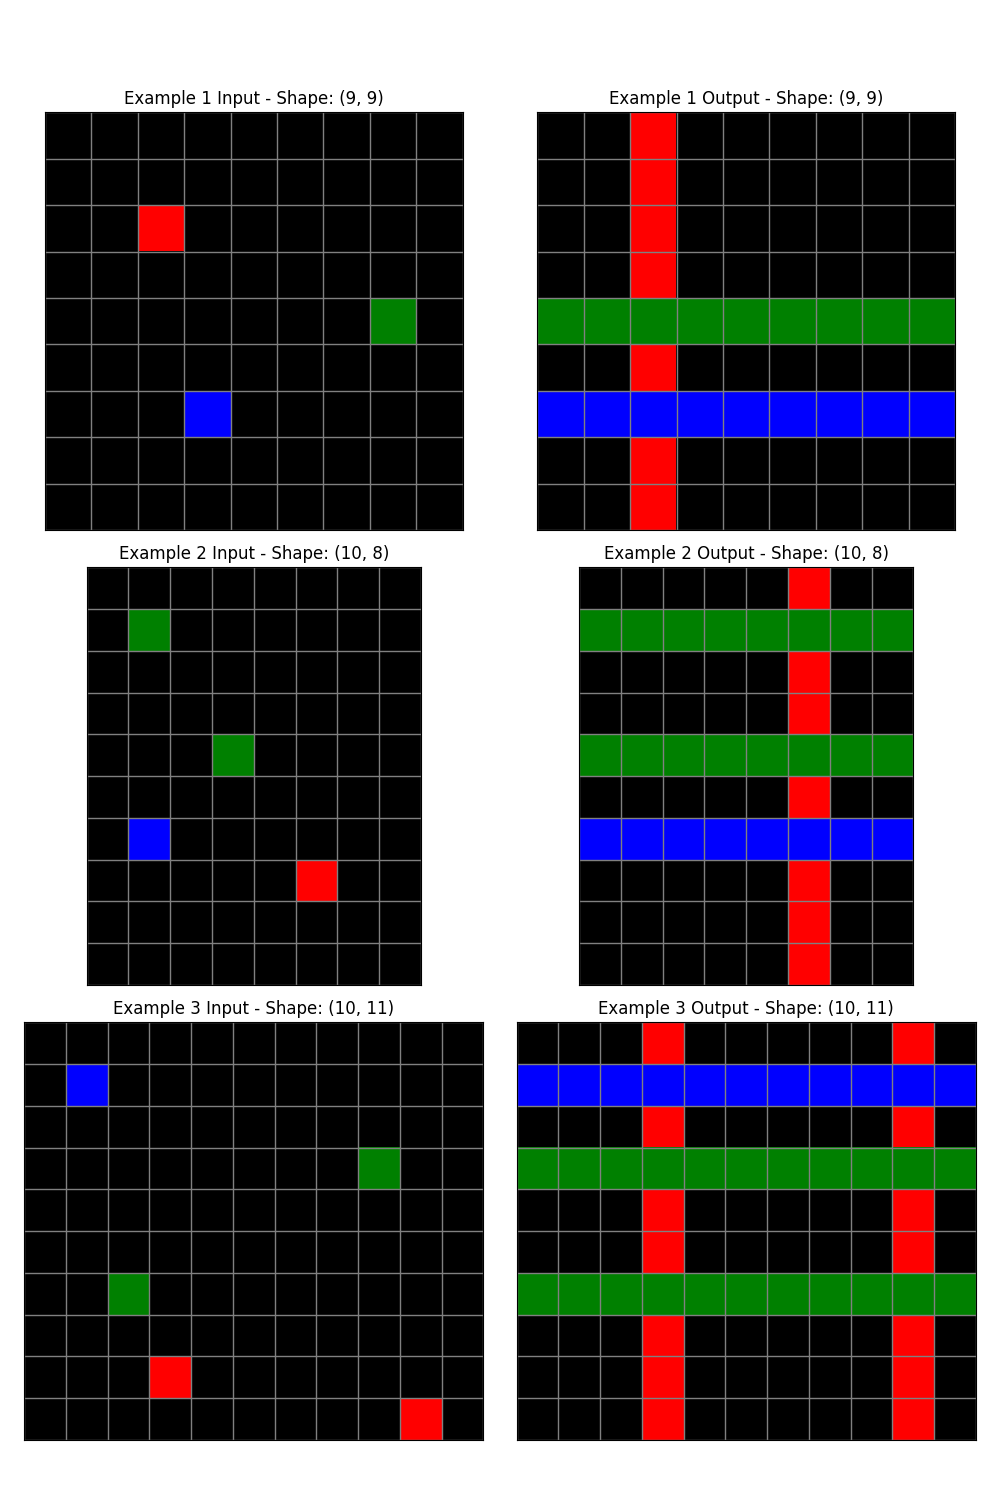 Example 1 Input - Shape: (9, 9)
Example 1 Output - Shape: (9, 9)
Example 2 Input - Shape: (10, 8)
Example 2 Output - Shape: (10, 8)
Example 3 Input - Shape: (10, 11)
Example 3 Output - Shape: (10, 11)